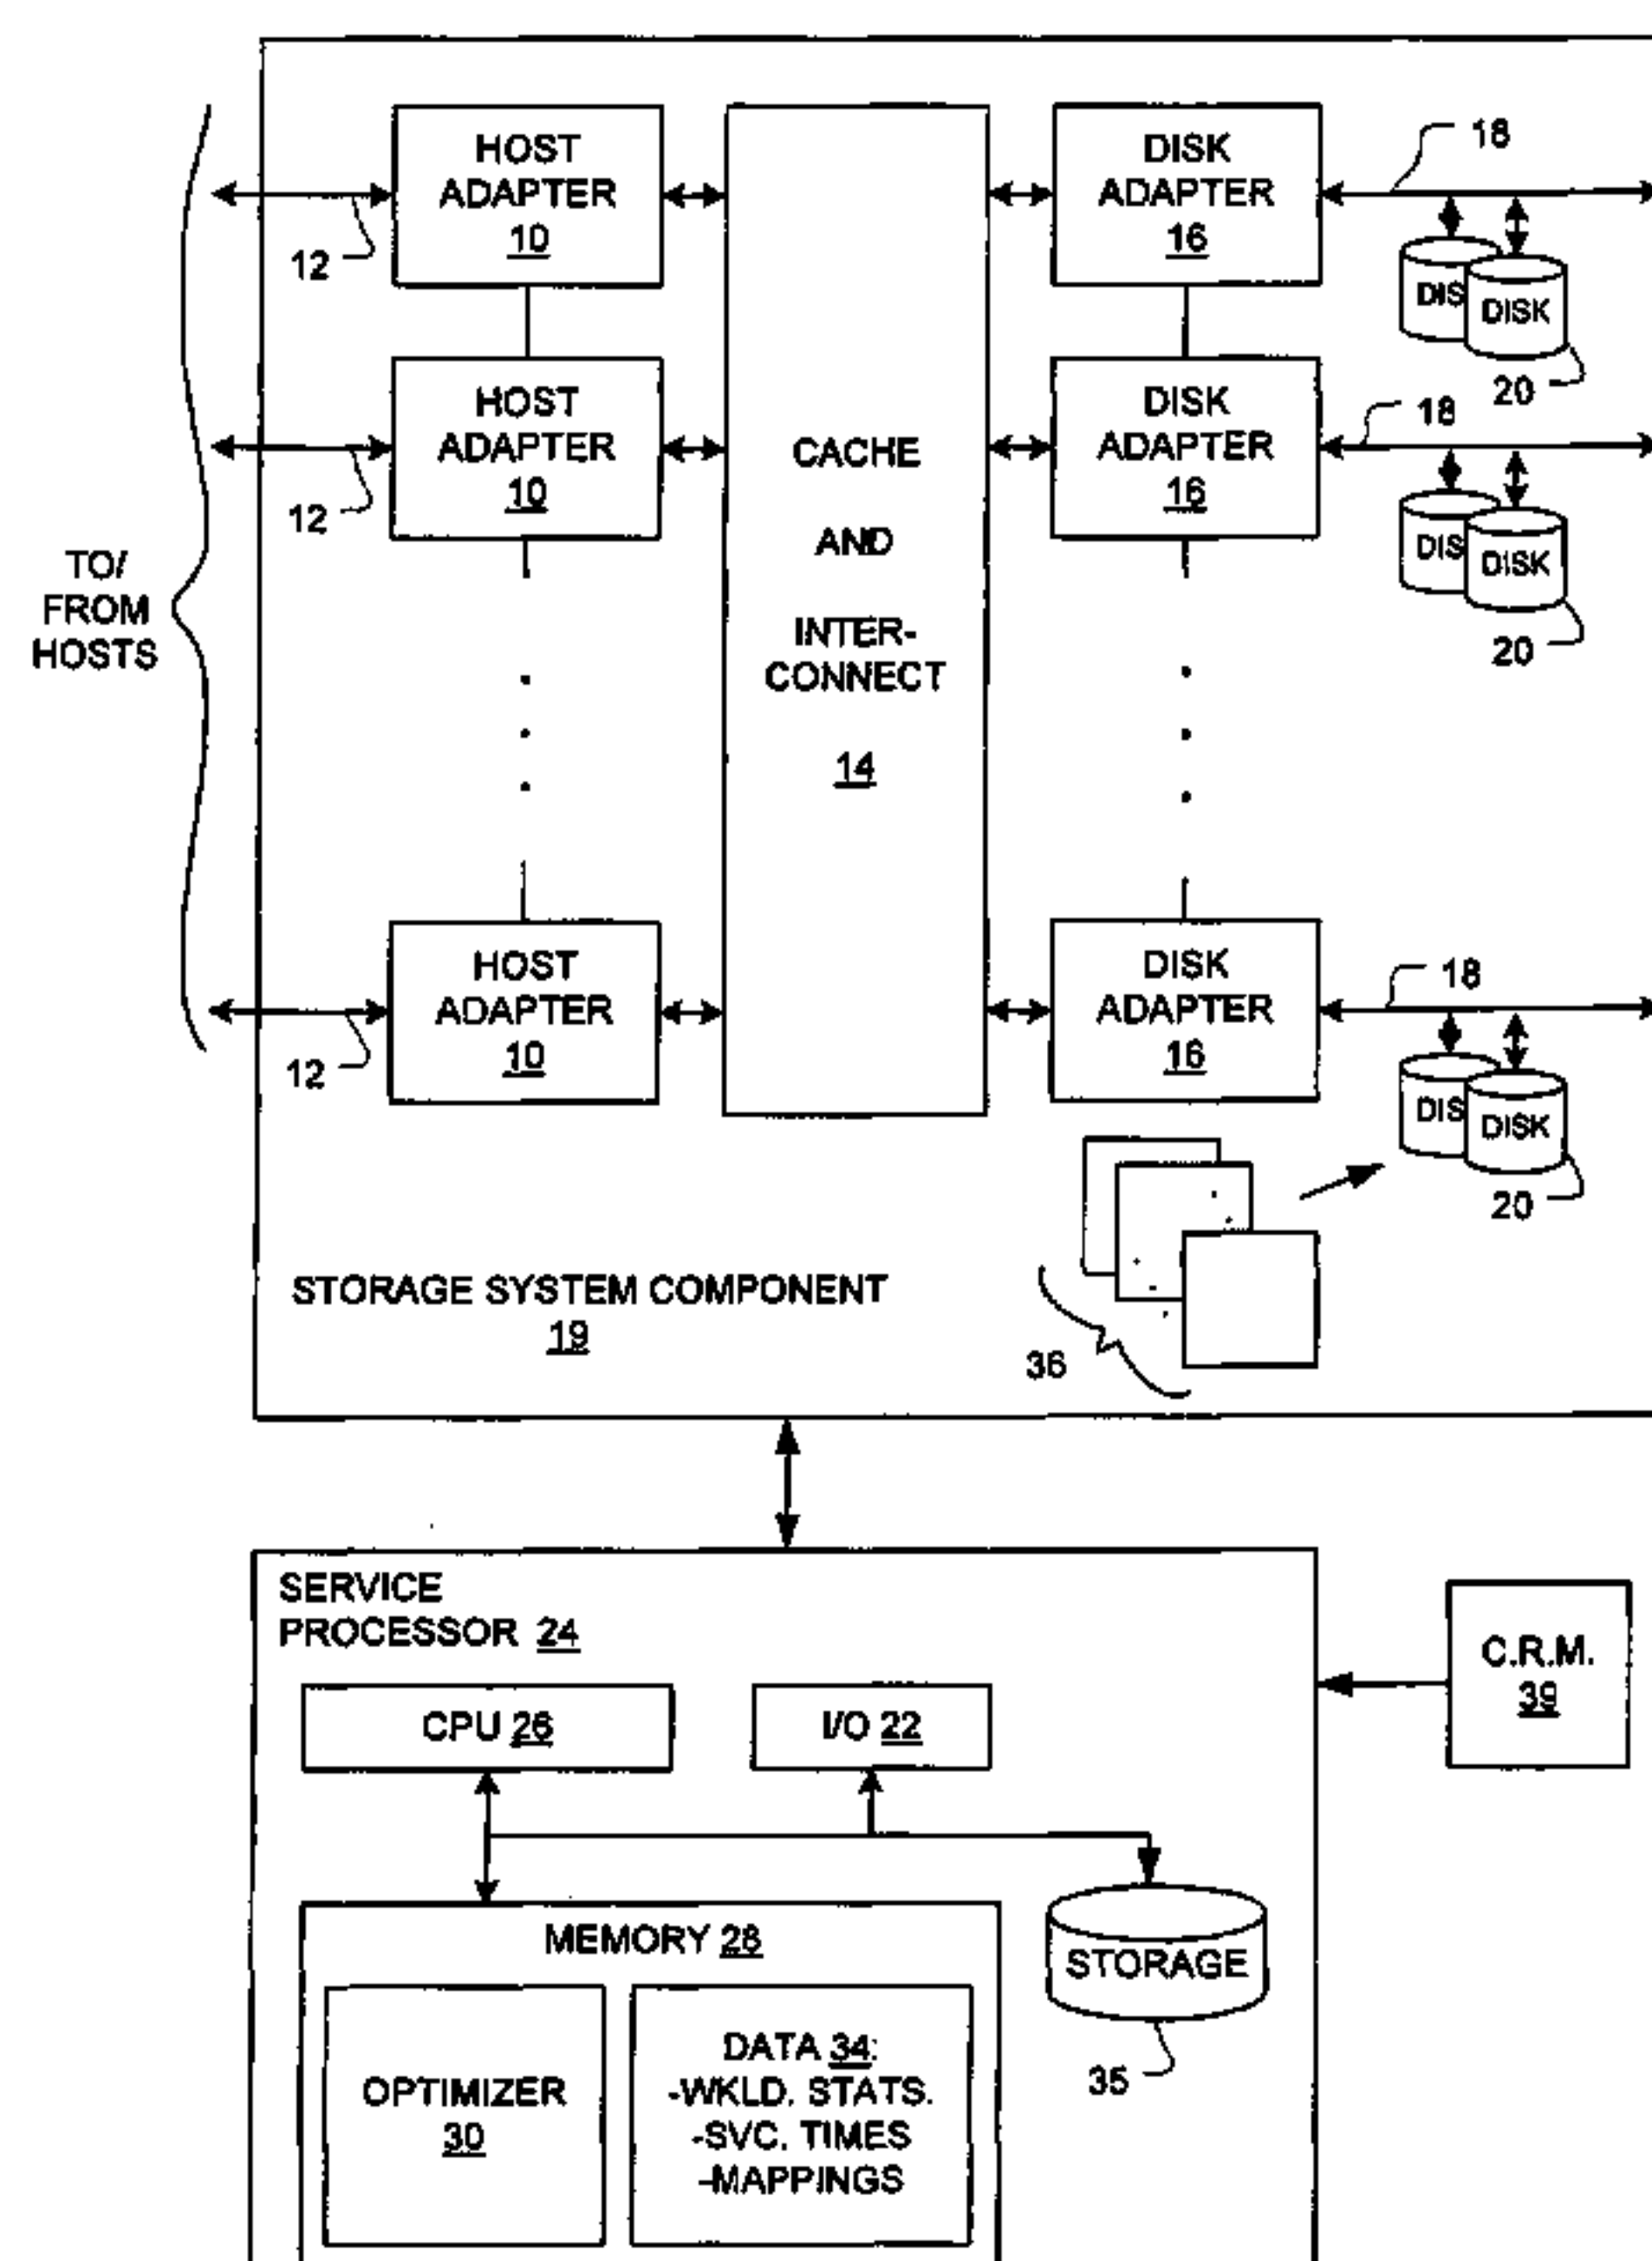 HOST
ADAPTER
10
DISK
ADAPTER
16
18
12
DIS
DISK
20
HOST
ADAPTER
10
DISK
ADAPTER
16
18
12
DIS
DISK
20
CACHE
AND
INTER-
CONNECT
14
TO/
FROM
HOSTS
HOST
ADAPTER
10
DISK
ADAPTER
16
18
12
DIS
DISK
20
STORAGE SYSTEM COMPONENT
19
36
SERVICE
PROCESSOR 24
C.R.M.
39
CPU 26
I/O 22
MEMORY 28
STORAGE
35
OPTIMIZER
30
DATA 34:
-WKLD. STATS.
-SVC. TIMES
-MAPPINGS